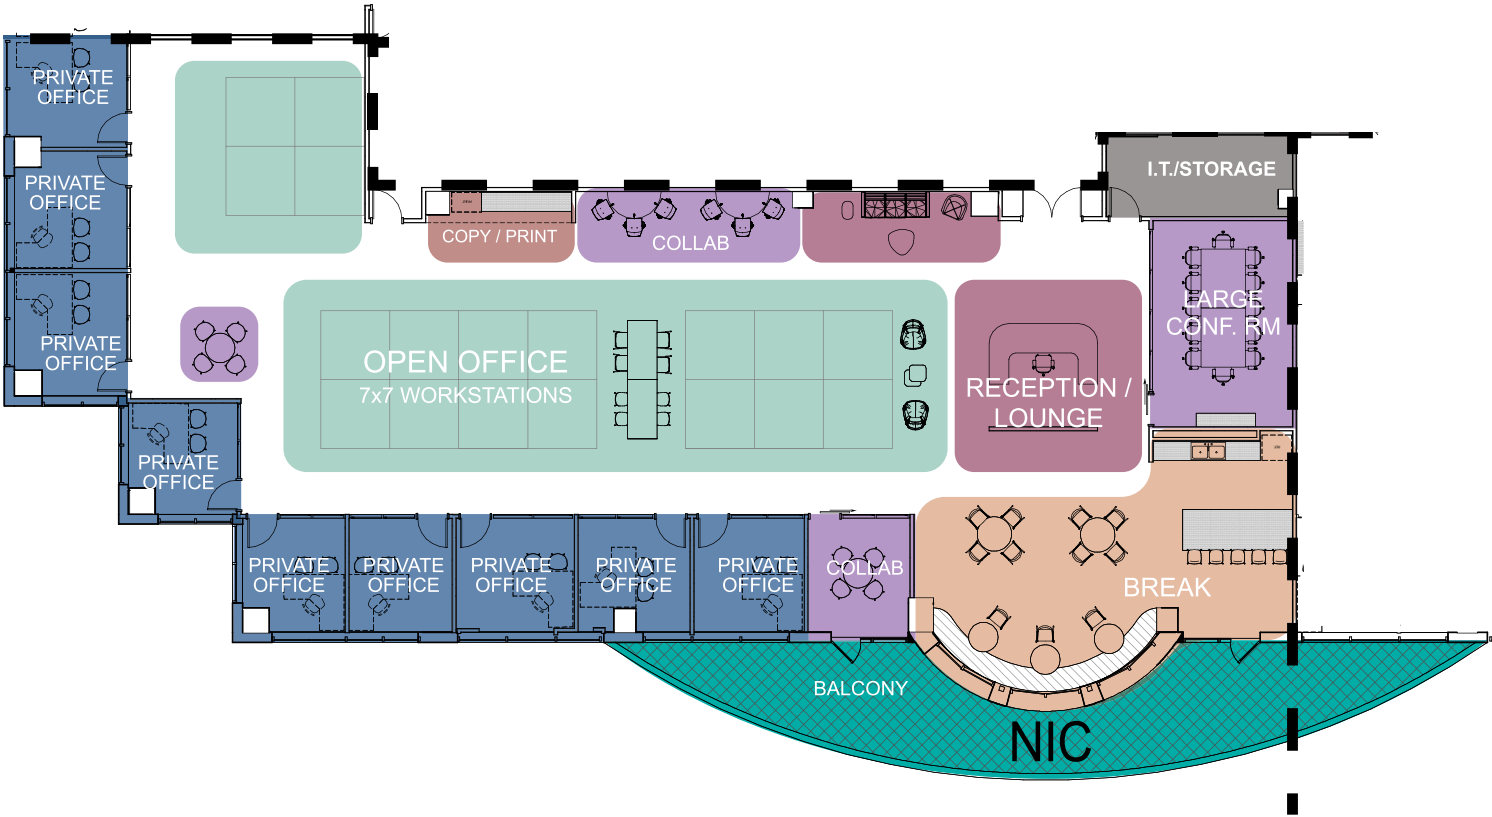 PRIVATE
OFFICE
I.T./STORAGE
PRIVATE
OFFICE
COPY / PRINT
COLLAB
LARGE
CONF. RM
PRIVATE
OFFICE
OPEN OFFICE
7x7 WORKSTATIONS
RECEPTION /
LOUNGE
PRIVATE
OFFICE
PRIVATE
OFFICE
PRIVATE
OFFICE
PRIVATE
OFFICE
PRIVATE
OFFICE
PRIVATE
OFFICE
COLLAB
BREAK
BALCONY
NIC